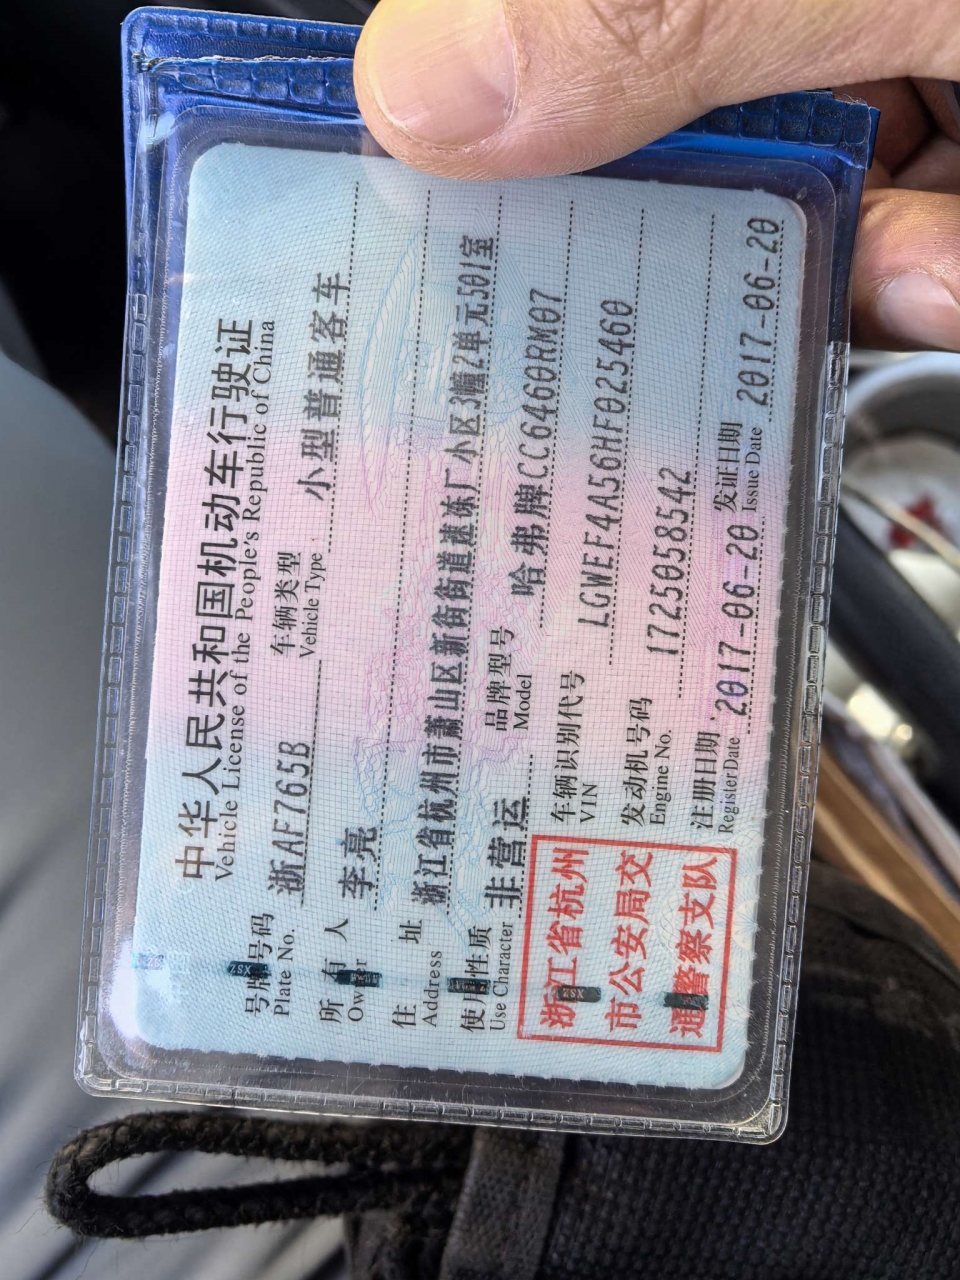 中华人民共和国机动车行驶证
Vehicle License of the People's Republic of China
号牌号码 浙AF765B 车辆类型 小型普通客车
Plate No. Vehicle Type
所有人 李亮
Owner
住址 浙江省杭州市萧山区新街街道速冻厂小区3幢2单元501室
Address
使用性质 非营运 品牌型号 哈弗牌CC6460RM07
Use Character Model
浙江省杭州
市公安局交
通警察支队
车辆识别代号 LGWEF4A56HF025460
VIN
发动机号码 1725058542
Engine No.
注册日期 2017-06-20 发证日期 2017-06-20
Register Date Issue Date